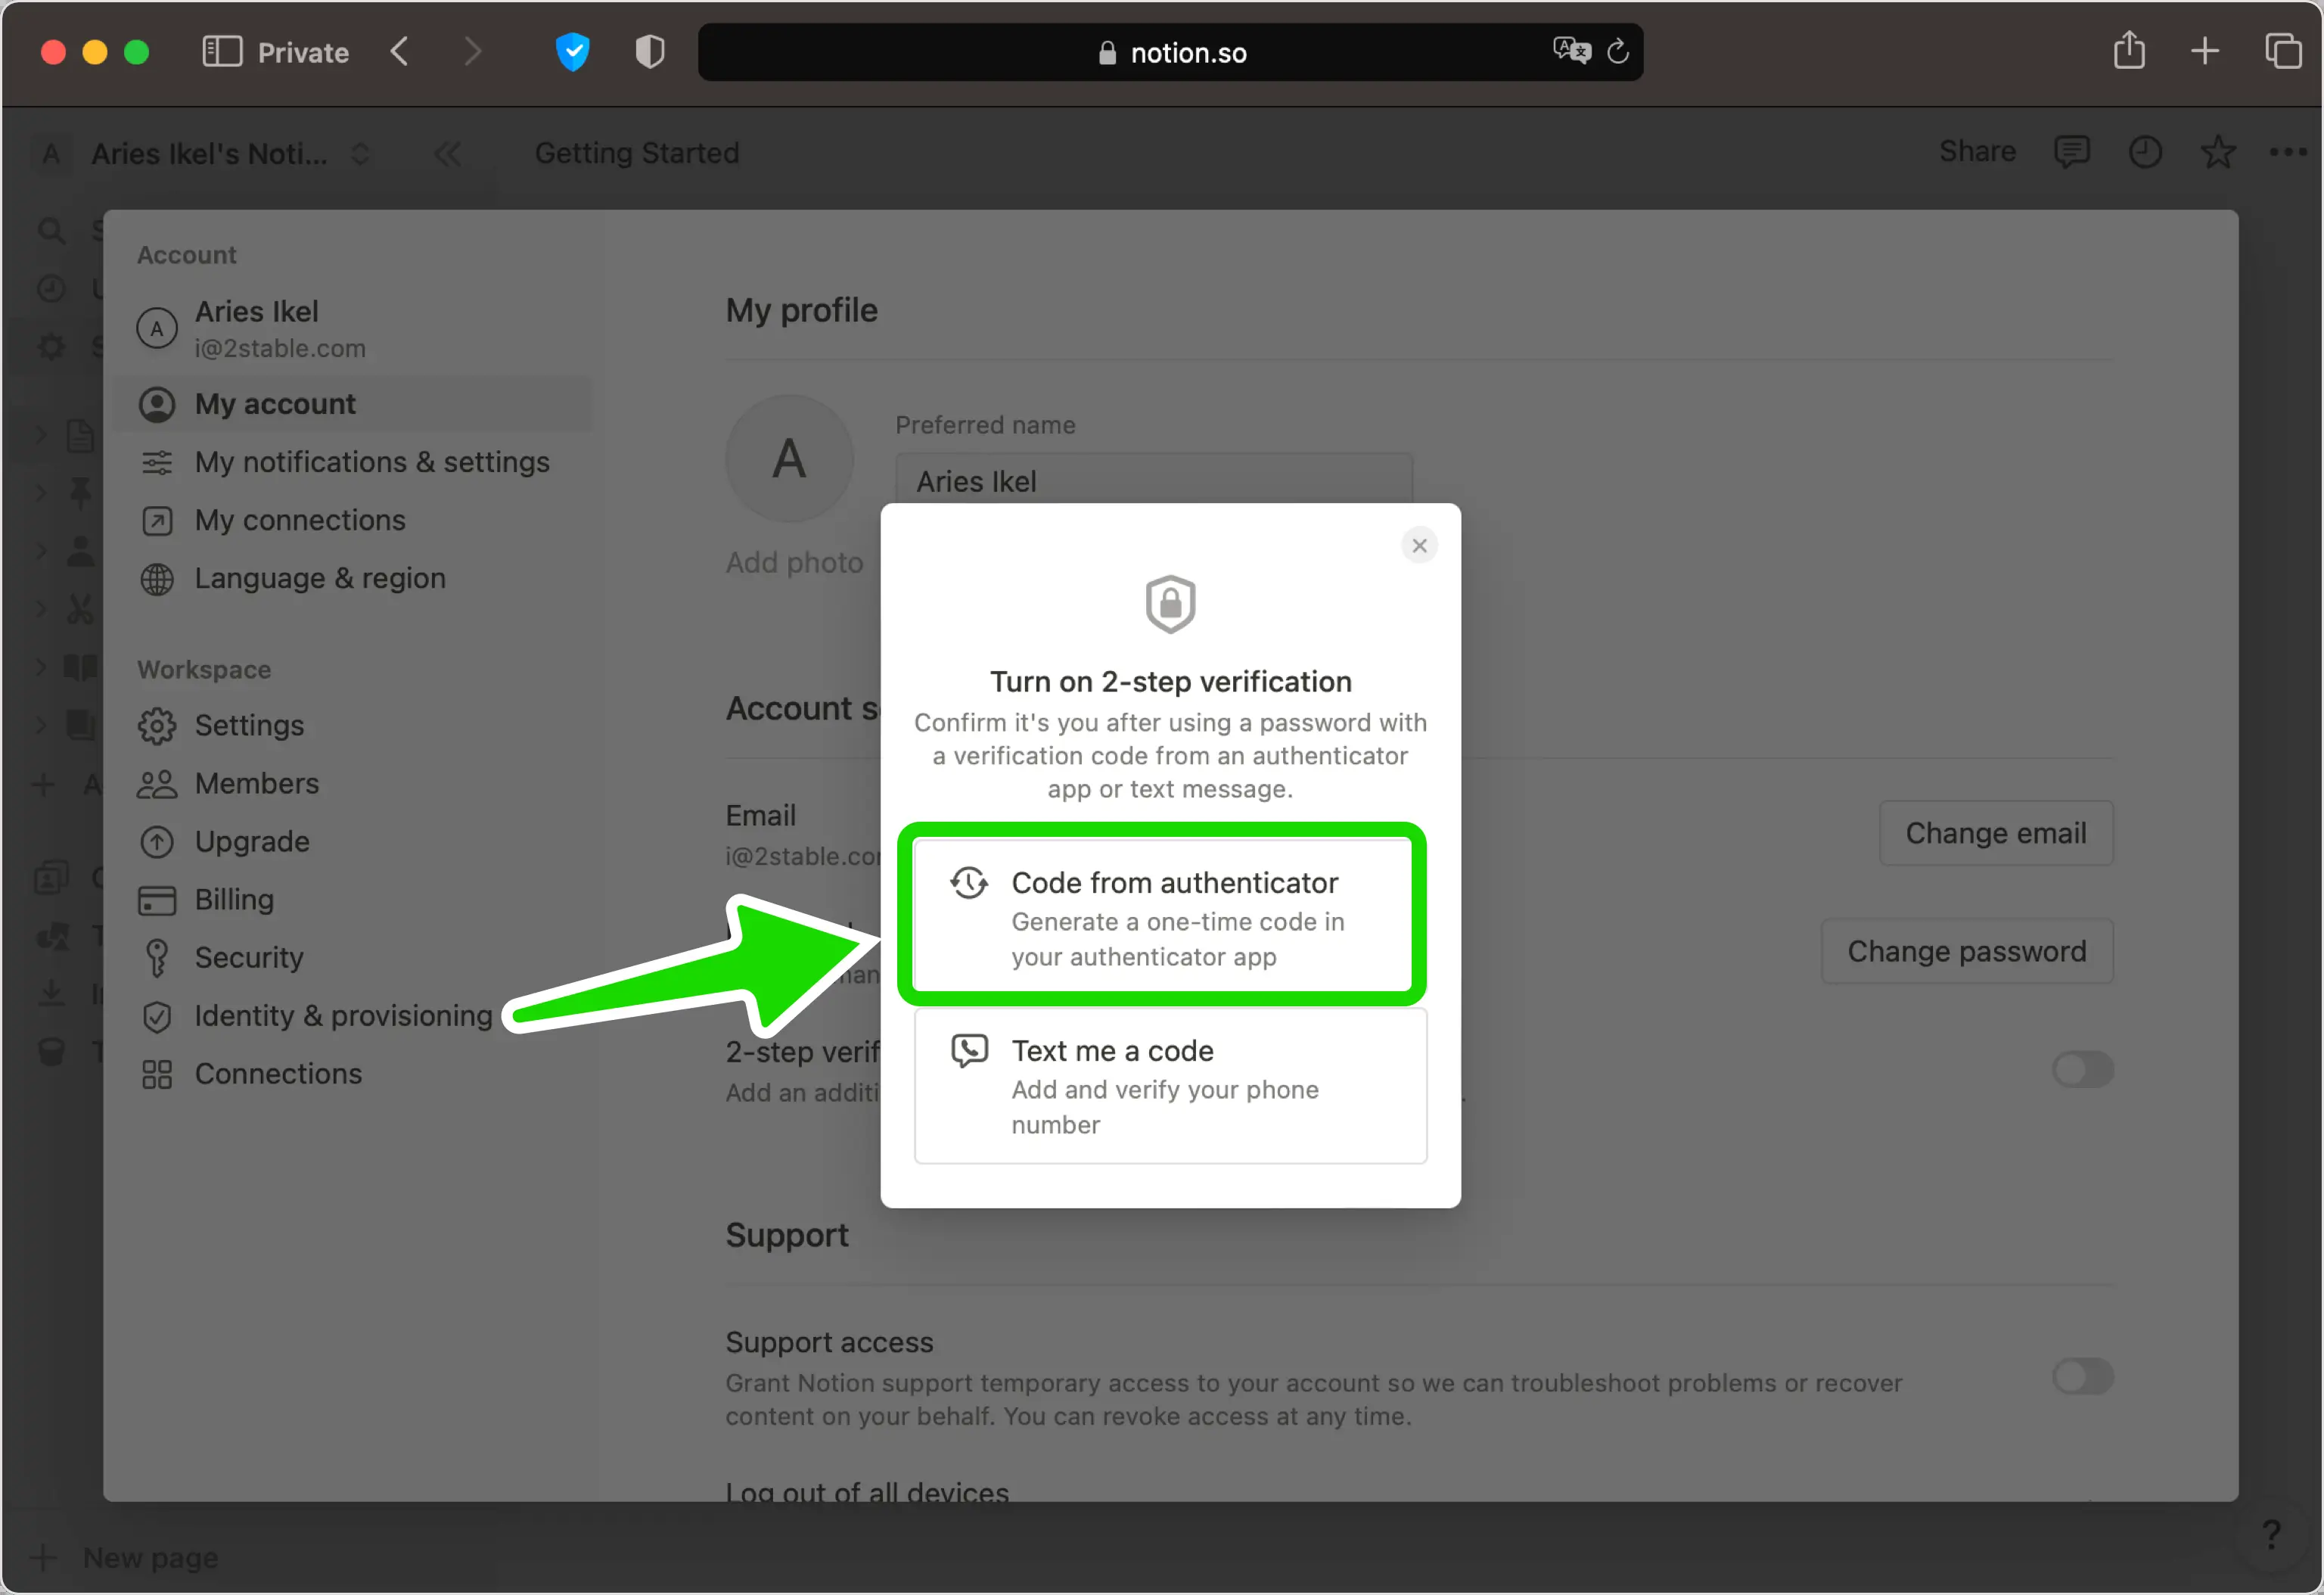 Private
notion.so
A Aries Ikel's Noti...
Getting Started
Share
Account
A
Aries Ikel
i@2stable.com
My account
My notifications & settings
My connections
Language & region
Workspace
Settings
Members
Upgrade
Billing
Security
Identity & provisioning
Connections
New page
My profile
A
Preferred name
Aries Ikel
Add photo
Account s
Email
i@2stable.co
Change email
Change password
2-step verif
Add an additi
Turn on 2-step verification
Confirm it's you after using a password with
a verification code from an authenticator
app or text message.
Code from authenticator
Generate a one-time code in
your authenticator app
Text me a code
Add and verify your phone
number
Support
Support access
Grant Notion support temporary access to your account so we can troubleshoot problems or recover
content on your behalf. You can revoke access at any time.
Log out of all devices
?